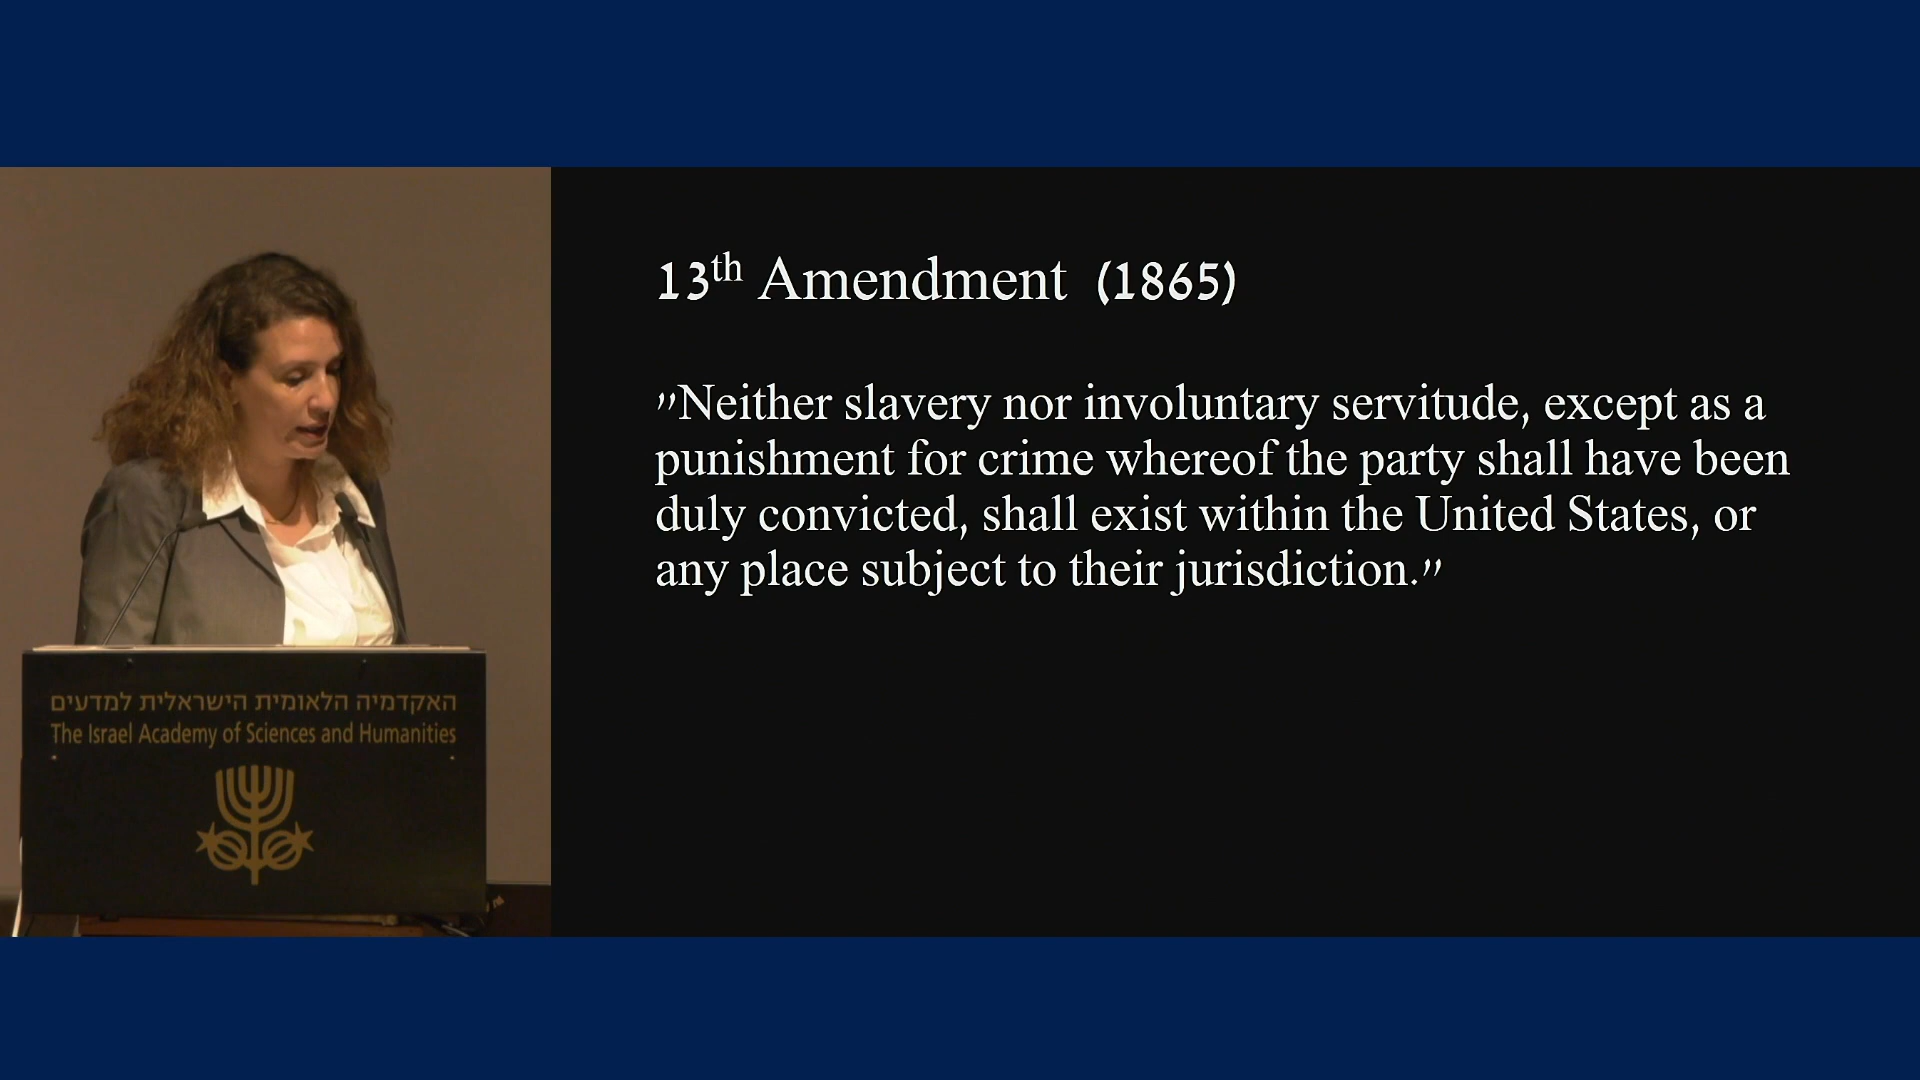 13th Amendment (1865)
"Neither slavery nor involuntary servitude, except as a
punishment for crime whereof the party shall have been
duly convicted, shall exist within the United States, or
any place subject to their jurisdiction."
האקדמיה הלאומית הישראלית למדעים
The Israel Academy of Sciences and Humanities